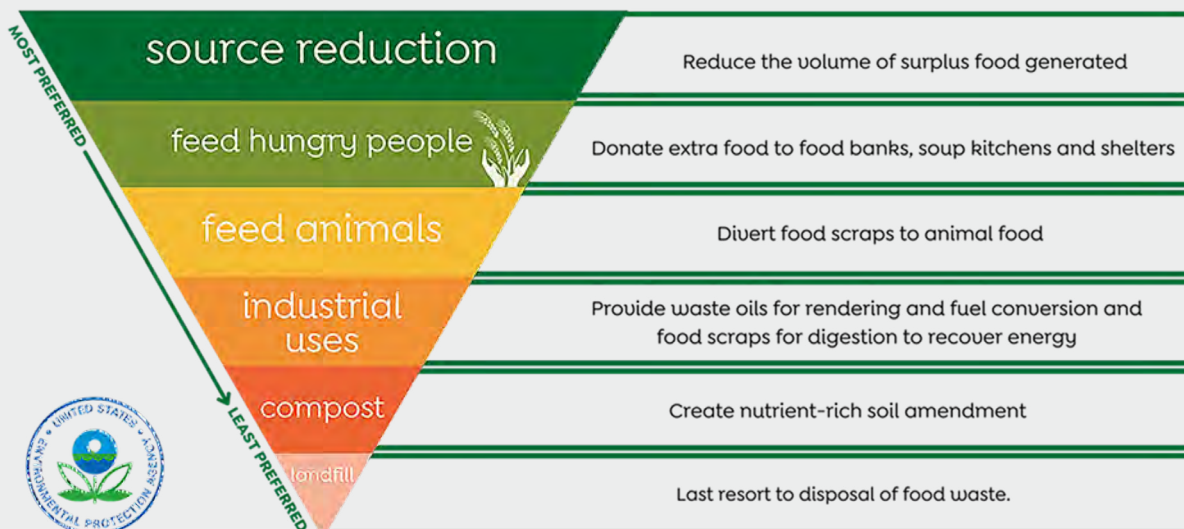 MOST PREFERRED
LEAST PREFERRED
source reduction
Reduce the volume of surplus food generated
feed hungry people
Donate extra food to food banks, soup kitchens and shelters
feed animals
Divert food scraps to animal food
industrial
uses
Provide waste oils for rendering and fuel conversion and
food scraps for digestion to recover energy
compost
Create nutrient-rich soil amendment
landfill
Last resort to disposal of food waste.
UNITED STATES
ENVIRONMENTAL PROTECTION AGENCY